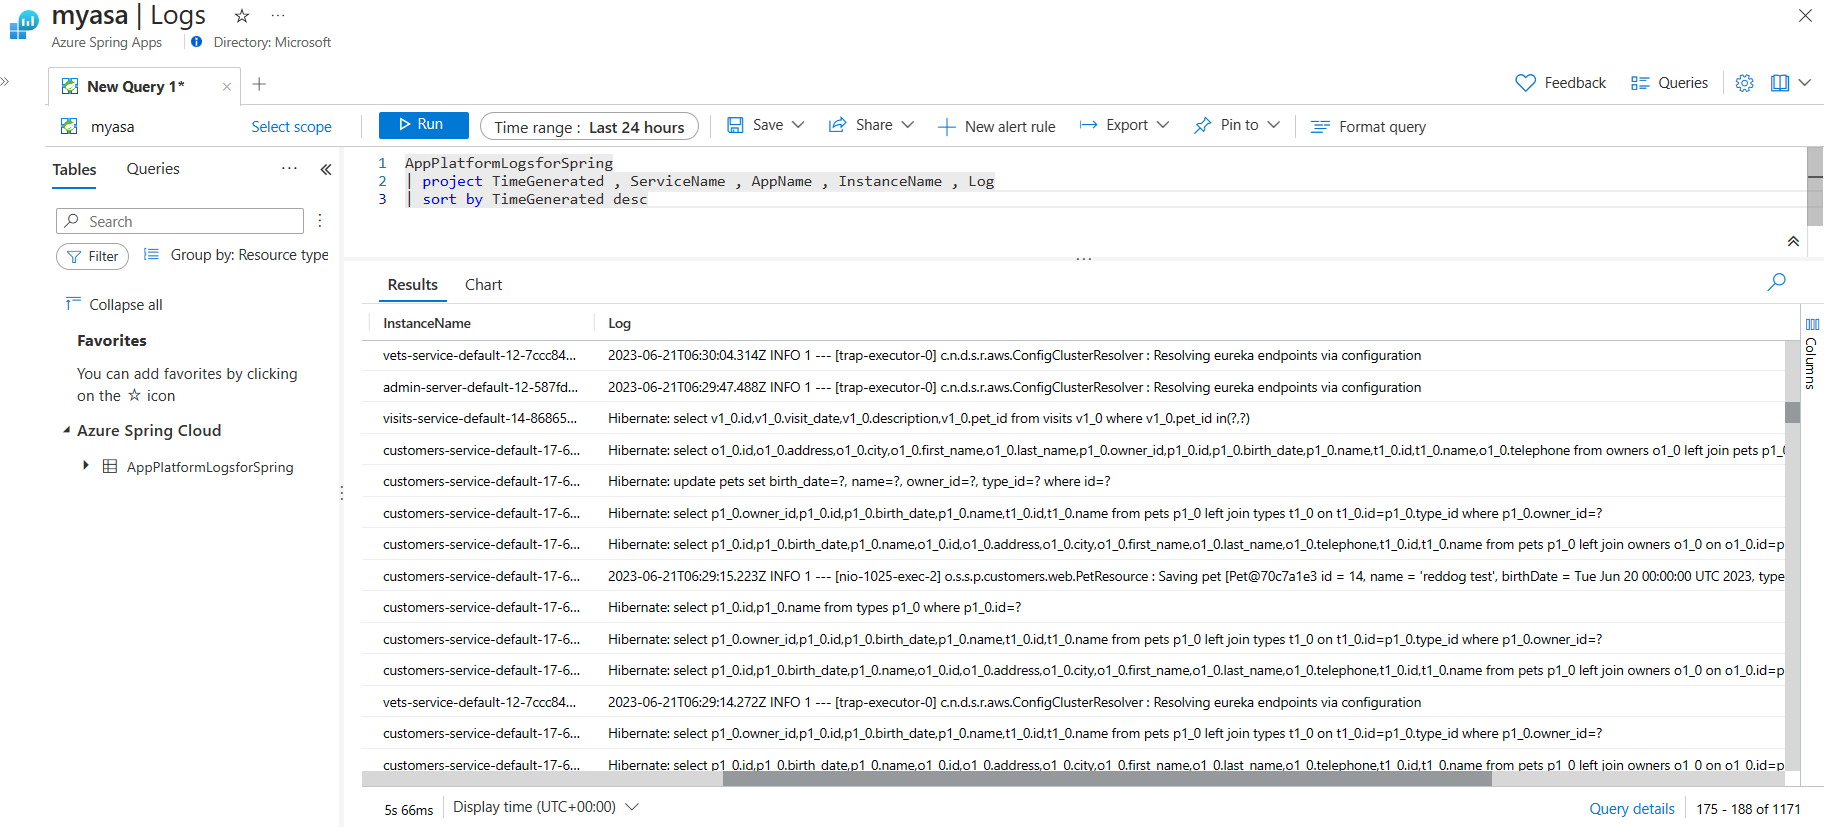 myasa | Logs ☆ ···
Azure Spring Apps Directory: Microsoft
New Query 1*
Feedback Queries
myasa Select scope Run Time range : Last 24 hours Save Share New alert rule Export Pin to Format query
Tables Queries ···
1 AppPlatformLogsforSpring
2 | project TimeGenerated , ServiceName , AppName , InstanceName , Log
3 | sort by TimeGenerated desc
Search
Filter Group by: Resource type
Collapse all
Favorites
You can add favorites by clicking
on the ☆ icon
Azure Spring Cloud
AppPlatformLogsforSpring
Results Chart
InstanceName Log
vets-service-default-12-7ccc84... 2023-06-21T06:30:04.314Z INFO 1 --- [trap-executor-0] c.n.d.s.r.aws.ConfigClusterResolver : Resolving eureka endpoints via configuration
admin-server-default-12-587fd... 2023-06-21T06:29:47.488Z INFO 1 --- [trap-executor-0] c.n.d.s.r.aws.ConfigClusterResolver : Resolving eureka endpoints via configuration
visits-service-default-14-86865... Hibernate: select v1_0.id,v1_0.visit_date,v1_0.description,v1_0.pet_id from visits v1_0 where v1_0.pet_id in(?,?)
customers-service-default-17-6... Hibernate: select o1_0.id,o1_0.address,o1_0.city,o1_0.first_name,o1_0.last_name,p1_0.owner_id,p1_0.id,p1_0.birth_date,p1_0.name,t1_0.id,t1_0.name,o1_0.telephone from owners o1_0 left join pets p1_0
customers-service-default-17-6... Hibernate: update pets set birth_date=?, name=?, owner_id=?, type_id=? where id=?
customers-service-default-17-6... Hibernate: select p1_0.owner_id,p1_0.id,p1_0.birth_date,p1_0.name,t1_0.id,t1_0.name from pets p1_0 left join types t1_0 on t1_0.id=p1_0.type_id where p1_0.owner_id=?
customers-service-default-17-6... Hibernate: select p1_0.id,p1_0.birth_date,p1_0.name,o1_0.id,o1_0.address,o1_0.city,o1_0.first_name,o1_0.last_name,o1_0.telephone,t1_0.id,t1_0.name from pets p1_0 left join owners o1_0 on o1_0.id=p
customers-service-default-17-6... 2023-06-21T06:29:15.223Z INFO 1 --- [nio-1025-exec-2] o.s.s.p.customers.web.PetResource : Saving pet [Pet@70c7a1e3 id = 14, name = 'reddog test', birthDate = Tue Jun 20 00:00:00 UTC 2023, type
customers-service-default-17-6... Hibernate: select p1_0.id,p1_0.name from types p1_0 where p1_0.id=?
customers-service-default-17-6... Hibernate: select p1_0.owner_id,p1_0.id,p1_0.birth_date,p1_0.name,t1_0.id,t1_0.name from pets p1_0 left join types t1_0 on t1_0.id=p1_0.type_id where p1_0.owner_id=?
customers-service-default-17-6... Hibernate: select p1_0.id,p1_0.birth_date,p1_0.name,o1_0.id,o1_0.address,o1_0.city,o1_0.first_name,o1_0.last_name,o1_0.telephone,t1_0.id,t1_0.name from pets p1_0 left join owners o1_0 on o1_0.id=p
vets-service-default-12-7ccc84... 2023-06-21T06:29:14.272Z INFO 1 --- [trap-executor-0] c.n.d.s.r.aws.ConfigClusterResolver : Resolving eureka endpoints via configuration
customers-service-default-17-6... Hibernate: select p1_0.owner_id,p1_0.id,p1_0.birth_date,p1_0.name,t1_0.id,t1_0.name from pets p1_0 left join types t1_0 on t1_0.id=p1_0.type_id where p1_0.owner_id=?
customers-service-default-17-6... Hibernate: select p1_0.id,p1_0.birth_date,p1_0.name,o1_0.id,o1_0.address,o1_0.city,o1_0.first_name,o1_0.last_name,o1_0.telephone,t1_0.id,t1_0.name from pets p1_0 left join owners o1_0 on o1_0.id=p
Columns
5s 66ms Display time (UTC+00:00) Query details 175 - 188 of 1171